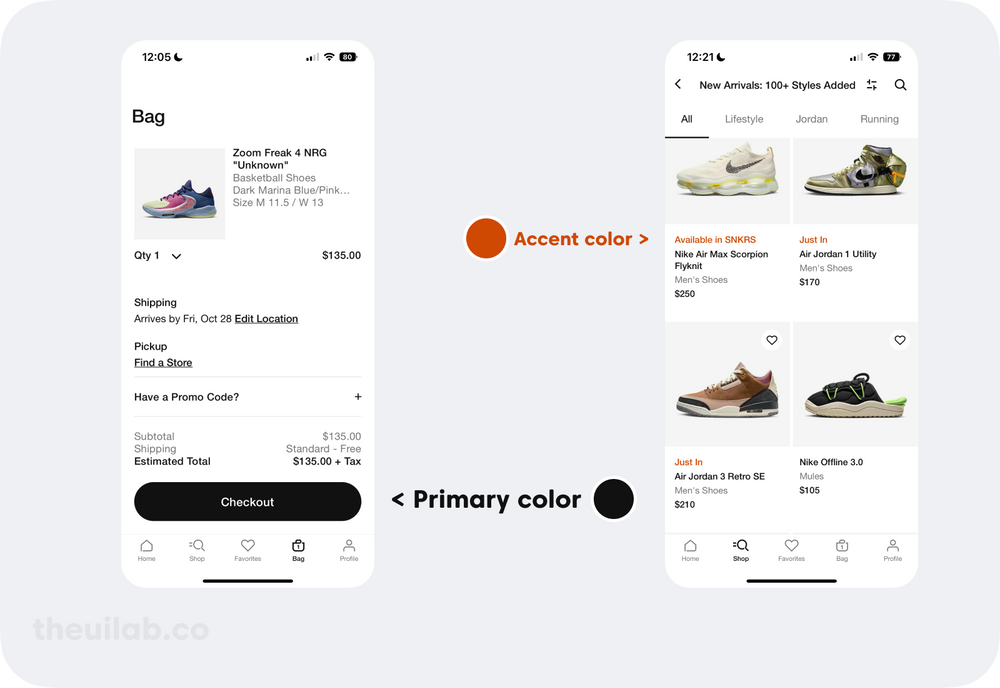 12:05
80
Bag
Zoom Freak 4 NRG
"Unknown"
Basketball Shoes
Dark Marina Blue/Pink...
Size M 11.5 / W 13
Qty 1
$135.00
Shipping
Arrives by Fri, Oct 28 Edit Location
Pickup
Find a Store
Have a Promo Code? +
Subtotal $135.00
Shipping Standard - Free
Estimated Total $135.00 + Tax
Checkout
Home Shop Favorites 1 Bag Profile
Accent color >
< Primary color
12:21
77
New Arrivals: 100+ Styles Added
All Lifestyle Jordan Running
Available in SNKRS
Nike Air Max Scorpion
Flyknit
Men's Shoes
$250
Just In
Air Jordan 1 Utility
Men's Shoes
$170
Just In
Air Jordan 3 Retro SE
Men's Shoes
$210
Nike Offline 3.0
Mules
$105
Home Shop Favorites 1 Bag Profile
theuilab.co